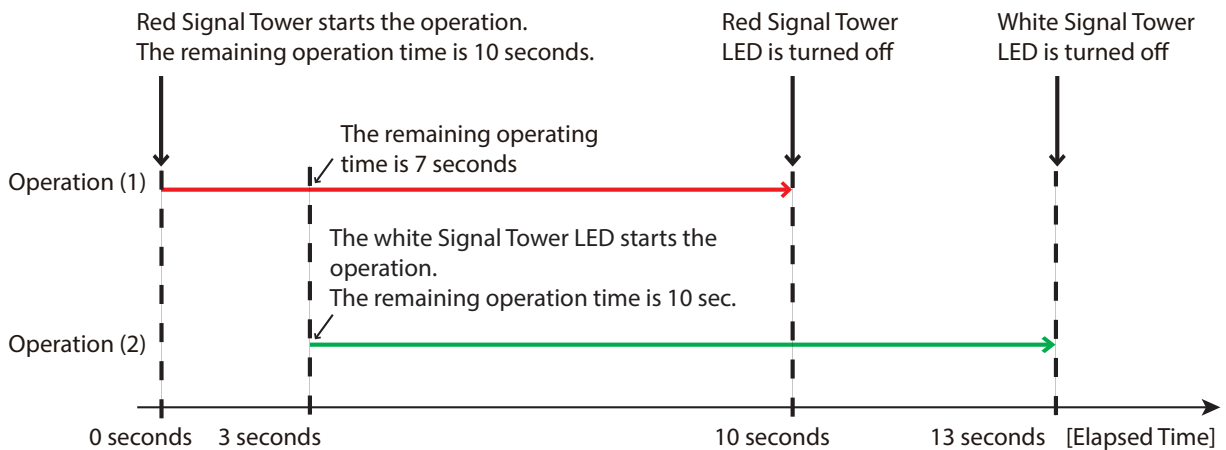 Red Signal Tower starts the operation.
The remaining operation time is 10 seconds.
Red Signal Tower
LED is turned off
White Signal Tower
LED is turned off
The remaining operating
time is 7 seconds
Operation (1)
The white Signal Tower LED starts the
operation.
The remaining operation time is 10 sec.
Operation (2)
0 seconds
3 seconds
10 seconds
13 seconds
[Elapsed Time]